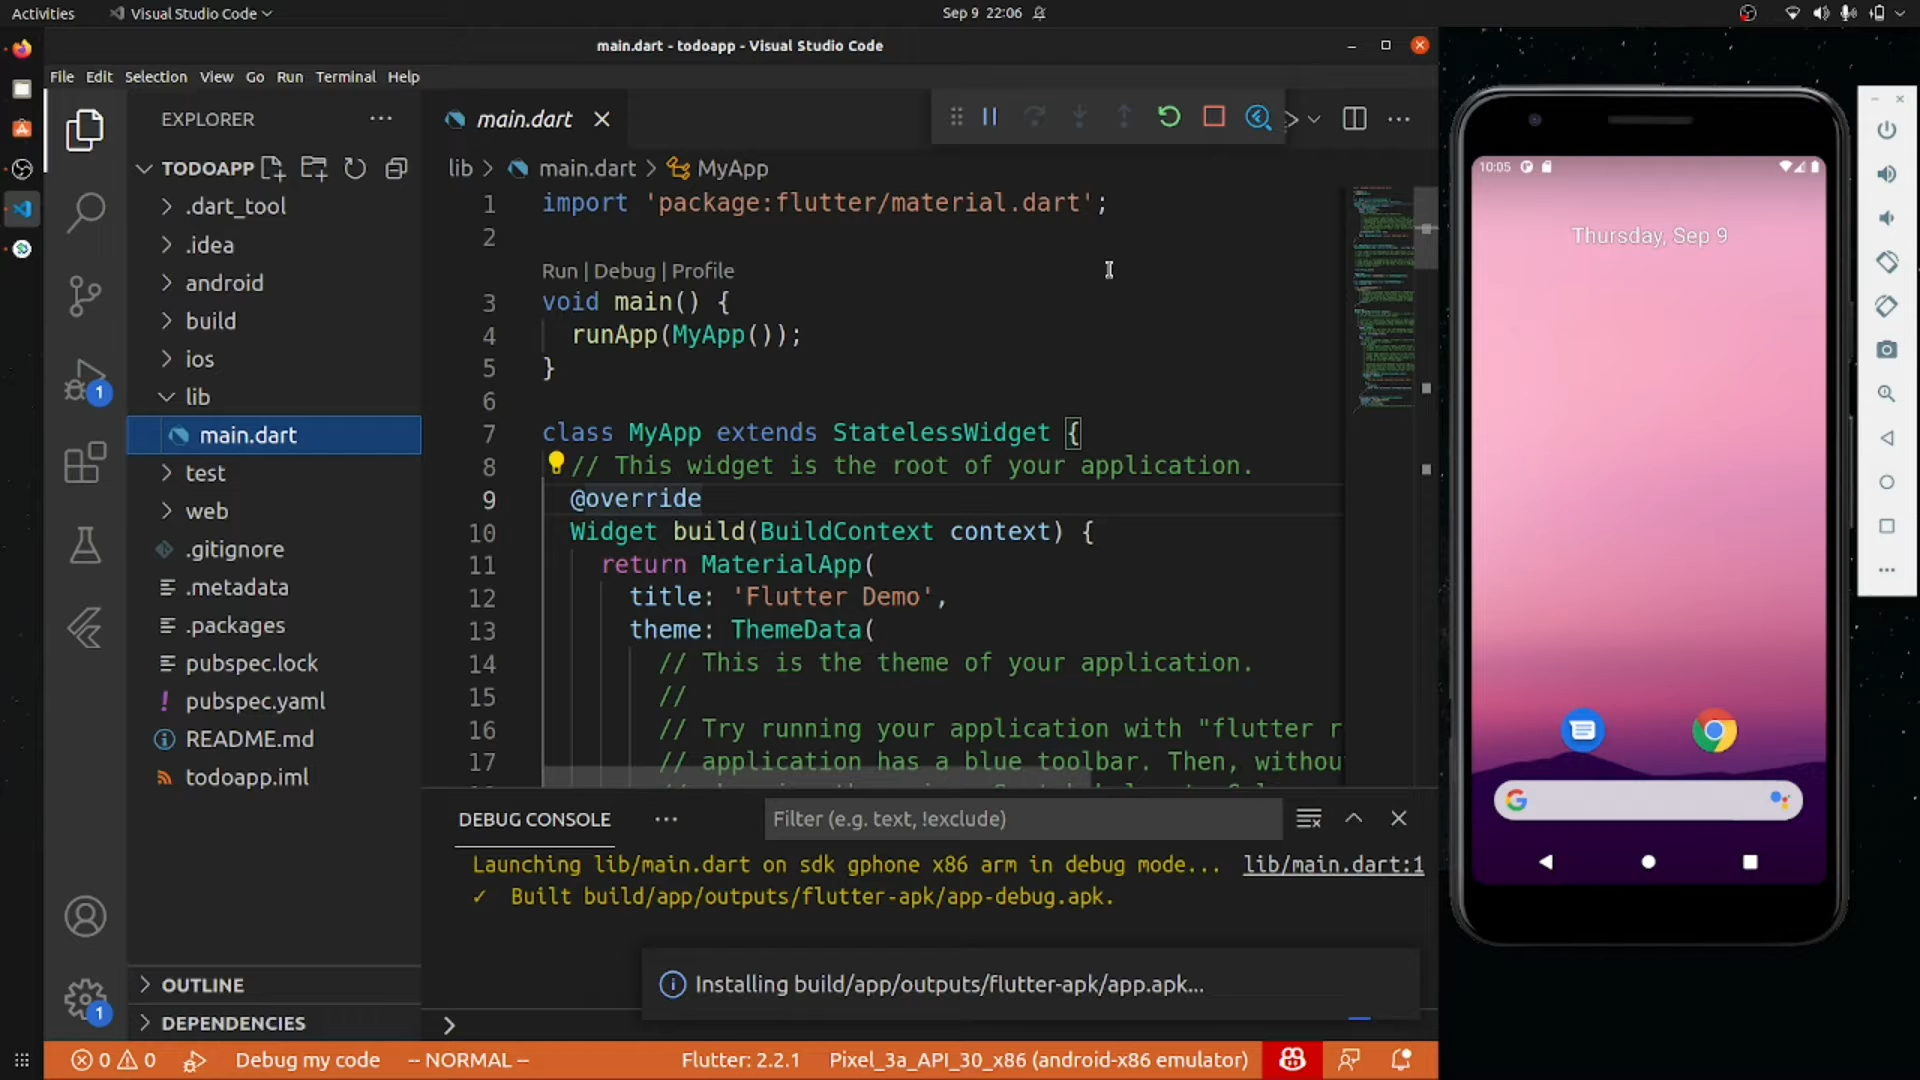 Activities
Visual Studio Code
Sep 9 22:06
main.dart - todoapp - Visual Studio Code
File Edit Selection View Go Run Terminal Help
EXPLORER
TODOAPP
.dart_tool
.idea
android
build
ios
lib
main.dart
test
web
.gitignore
.metadata
.packages
pubspec.lock
pubspec.yaml
README.md
todoapp.iml
OUTLINE
DEPENDENCIES
1
1
main.dart
lib > main.dart > MyApp
1 import 'package:flutter/material.dart';
2
Run | Debug | Profile
3 void main() {
4 runApp(MyApp());
5 }
6
7 class MyApp extends StatelessWidget {
8 // This widget is the root of your application.
9 @override
10 Widget build(BuildContext context) {
11 return MaterialApp(
12 title: 'Flutter Demo',
13 theme: ThemeData(
14 // This is the theme of your application.
15 //
16 // Try running your application with "flutter r
17 // application has a blue toolbar. Then, withou
DEBUG CONSOLE
Filter (e.g. text, !exclude)
Launching lib/main.dart on sdk gphone x86 arm in debug mode... lib/main.dart:1
✓ Built build/app/outputs/flutter-apk/app-debug.apk.
Installing build/app/outputs/flutter-apk/app.apk...
0 0 Debug my code -- NORMAL -- Flutter: 2.2.1 Pixel_3a_API_30_x86 (android-x86 emulator)
10:05
Thursday, Sep 9